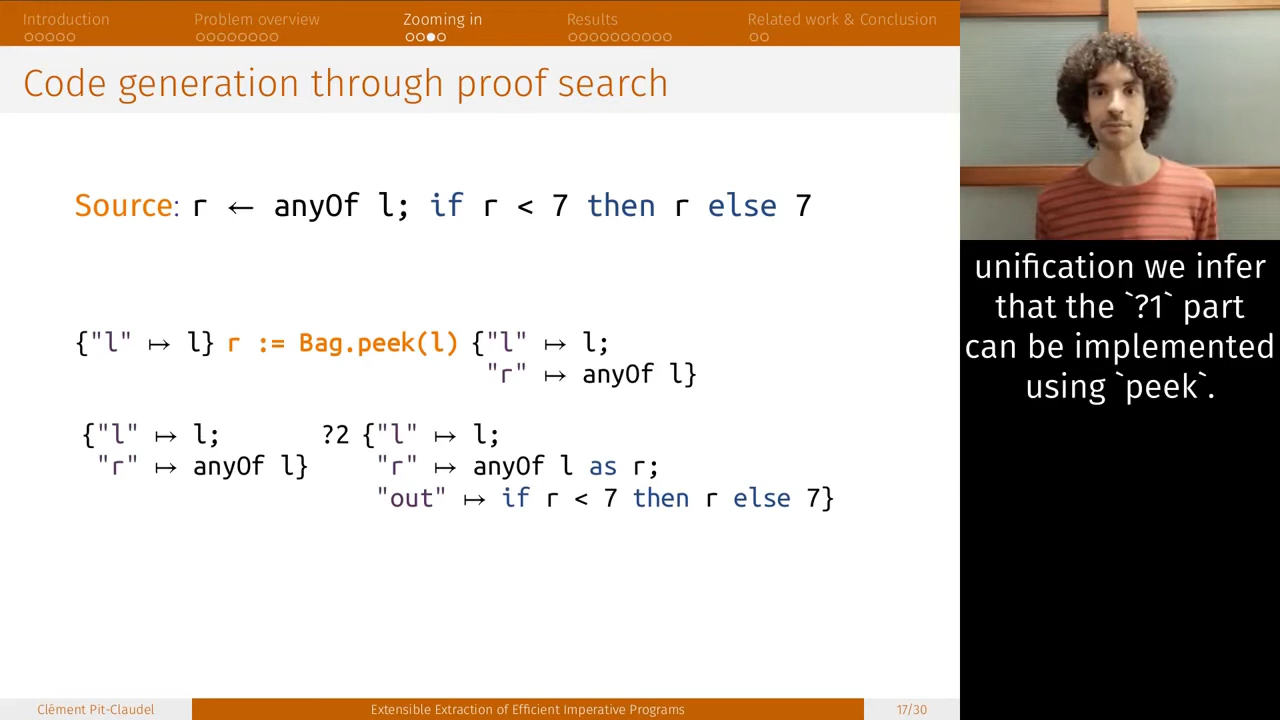 Introduction Problem overview Zooming in Results Related work & Conclusion
Code generation through proof search
Source: r ← anyOf l; if r < 7 then r else 7
{"l" ↦ l} r := Bag.peek(l) {"l" ↦ l;
"r" ↦ anyOf l}
{"l" ↦ l; ?2 {"l" ↦ l;
"r" ↦ anyOf l} "r" ↦ anyOf l as r;
"out" ↦ if r < 7 then r else 7}
unification we infer
that the `?1` part
can be implemented
using `peek`.
Clément Pit-Claudel Extensible Extraction of Efficient Imperative Programs 17/30